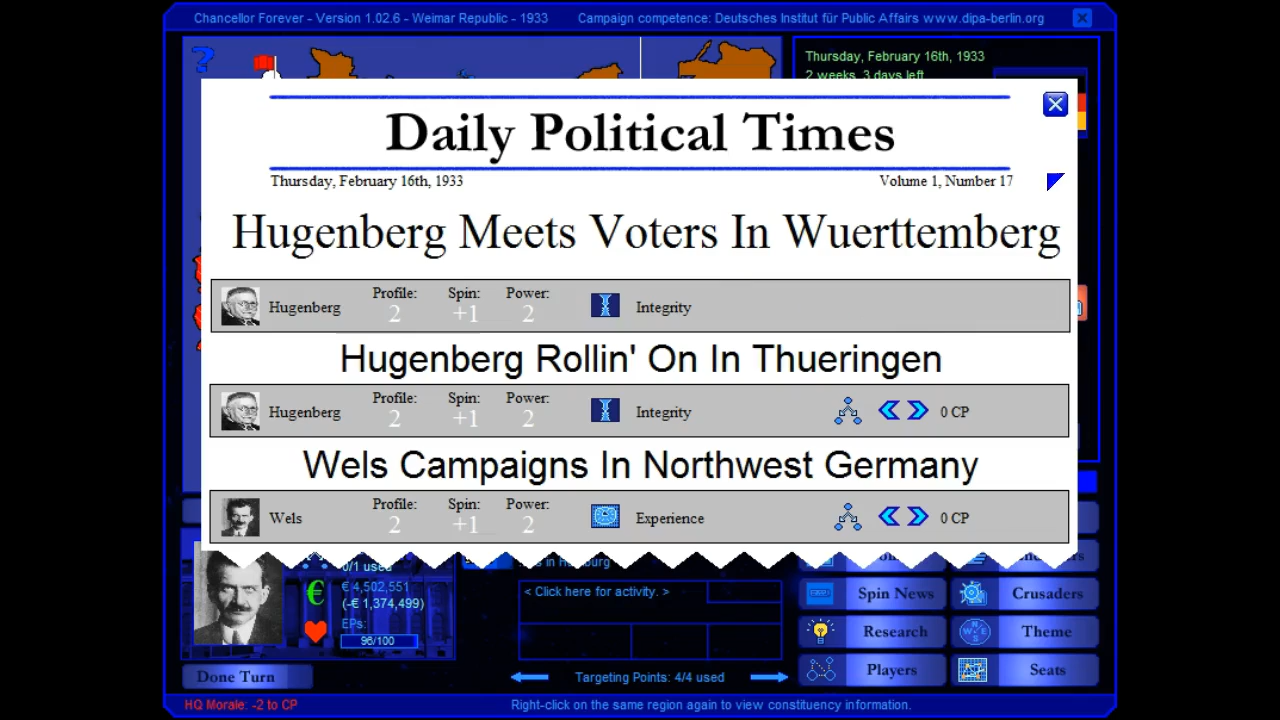 Chancellor Forever - Version 1.02.6 - Weimar Republic - 1933
Campaign competence: Deutsches Institut für Public Affairs www.dipa-berlin.org
Thursday, February 16th, 1933
2 weeks, 3 days left
Daily Political Times
Thursday, February 16th, 1933
Volume 1, Number 17
Hugenberg Meets Voters In Wuerttemberg
Hugenberg
Profile: 2
Spin: +1
Power: 2
Integrity
Hugenberg Rollin' On In Thueringen
Hugenberg
Profile: 2
Spin: +1
Power: 2
Integrity
0 CP
Wels Campaigns In Northwest Germany
Wels
Profile: 2
Spin: +1
Power: 2
Experience
0 CP
0/1 used
€ 4,502,551
(-€ 1,374,499)
EPs:
96/100
in Hamburg
< Click here for activity. >
Spin News
Crusaders
Research
Theme
Players
Seats
Done Turn
Targeting Points: 4/4 used
HQ Morale: -2 to CP
Right-click on the same region again to view constituency information.